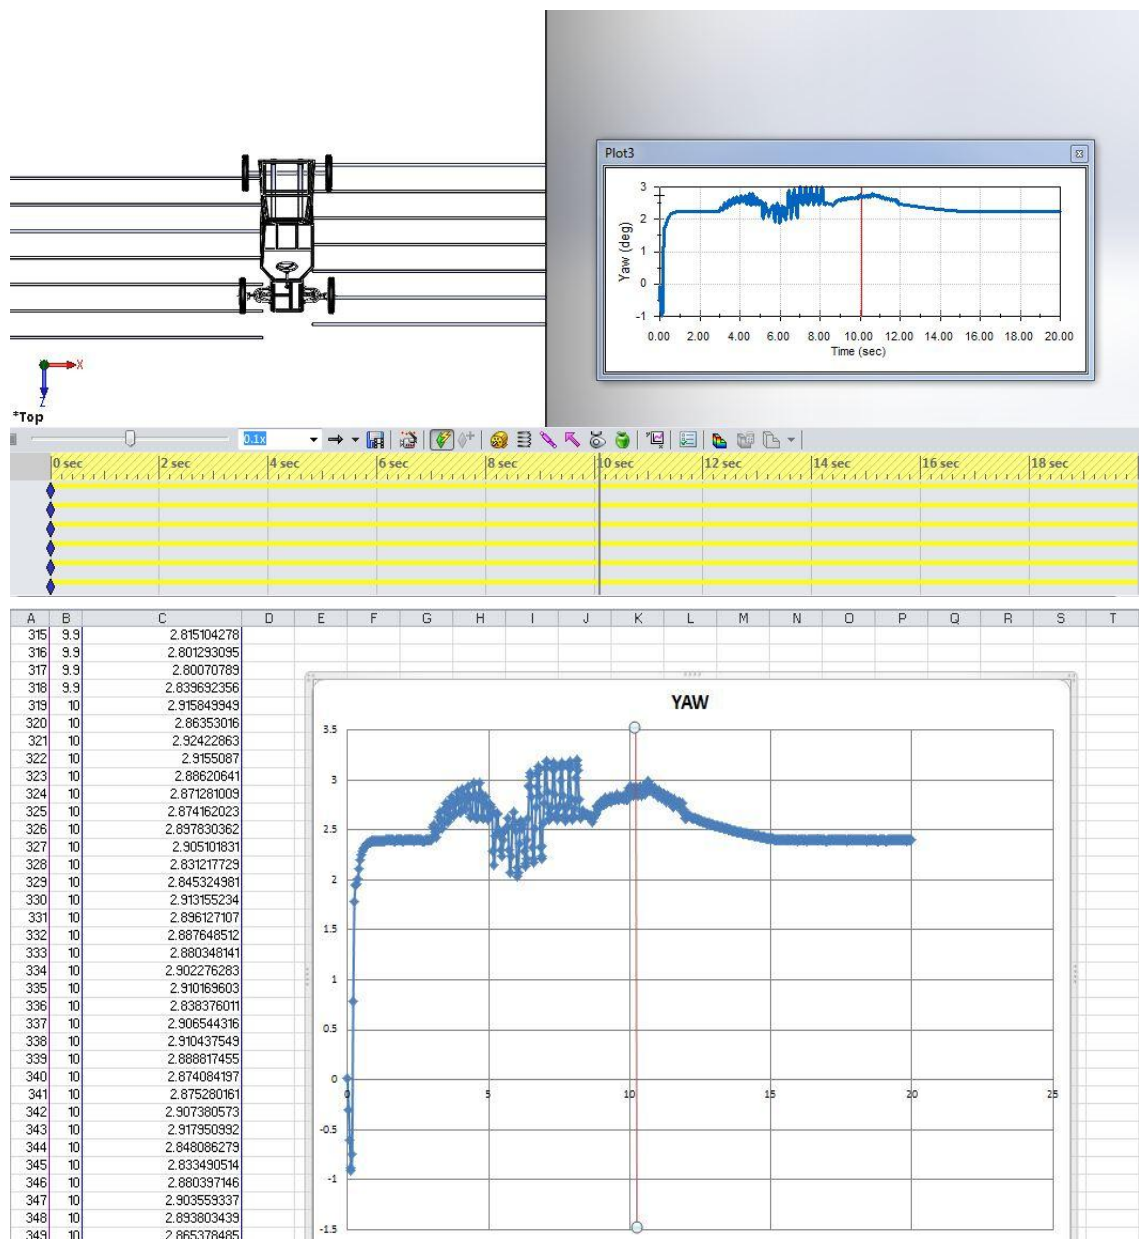 Plot3
Yaw (deg)
3
2
1
0
-1
0.00 2.00 4.00 6.00 8.00 10.00 12.00 14.00 16.00 18.00 20.00
Time (sec)
X
Z
*Top
0.1x
0 sec 2 sec 4 sec 6 sec 8 sec 10 sec 12 sec 14 sec 16 sec 18 sec
A B C D E F G H I J K L M N O P Q R S T
315 9.9 2.815104278
316 9.9 2.801293095
317 9.9 2.80070789
318 9.9 2.839692356
319 10 2.915849949
320 10 2.86353016
321 10 2.92422863
322 10 2.9155087
323 10 2.88620641
324 10 2.871281009
325 10 2.874162023
326 10 2.897830362
327 10 2.905101831
328 10 2.831217729
329 10 2.845324981
330 10 2.913155234
331 10 2.896127107
332 10 2.887648512
333 10 2.880348141
334 10 2.902276283
335 10 2.910169603
336 10 2.838376011
337 10 2.906544316
338 10 2.910437549
339 10 2.888817455
340 10 2.874084197
341 10 2.875280161
342 10 2.907380573
343 10 2.917950992
344 10 2.848086279
345 10 2.833490514
346 10 2.880397146
347 10 2.903559337
348 10 2.893803439
349 10 2.865378485
YAW
3.5
3
2.5
2
1.5
1
0.5
0
0 5 10 15 20 25
-0.5
-1
-1.5